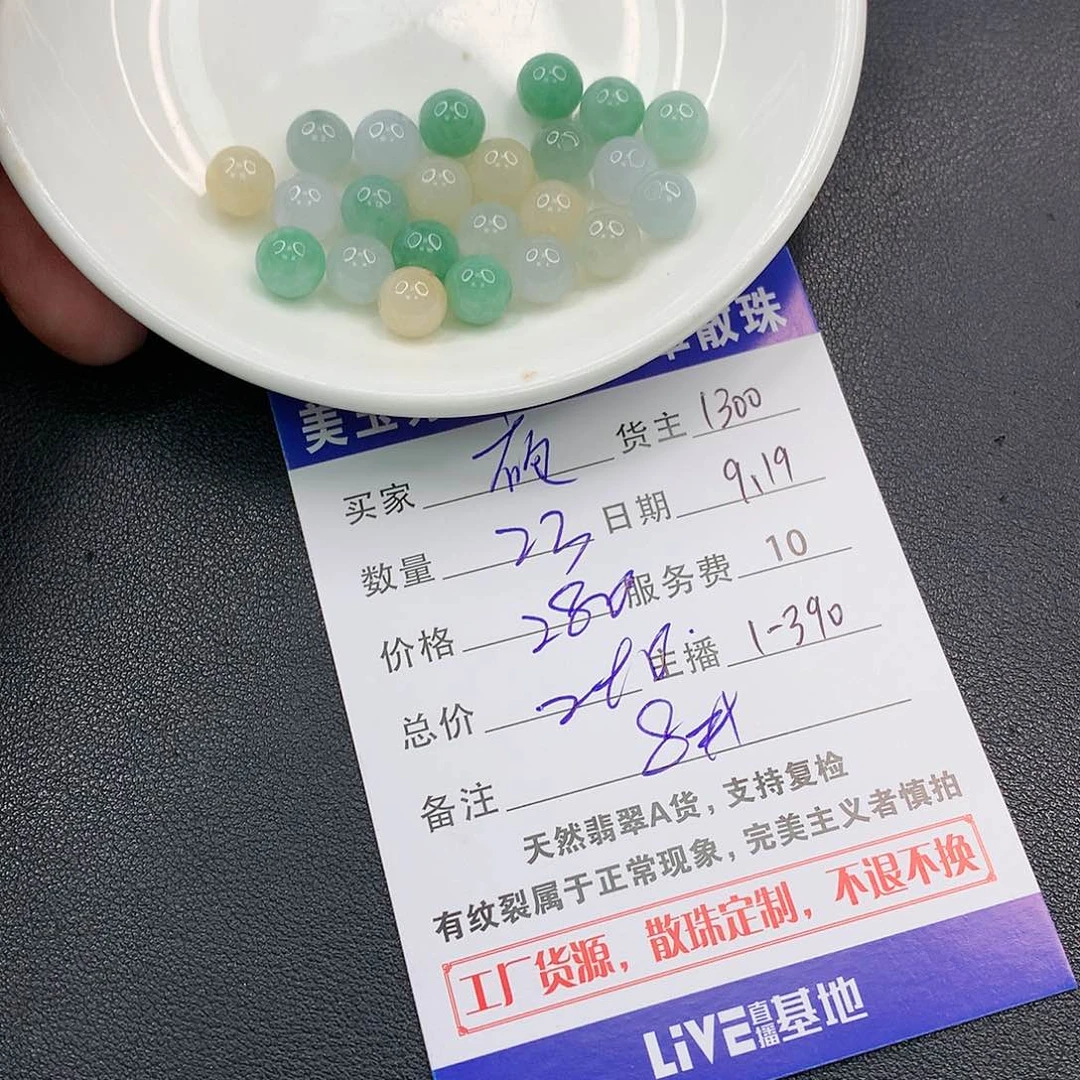 美玉 散珠
买家 货主 1300
数量 22 日期 9.19
价格 280 服务费 10
总价 主播 1-390
备注 8#
天然翡翠A货，支持复检
有纹裂属于正常现象，完美主义者慎拍
工厂货源，散珠定制，不退不换
LIVE直播基地